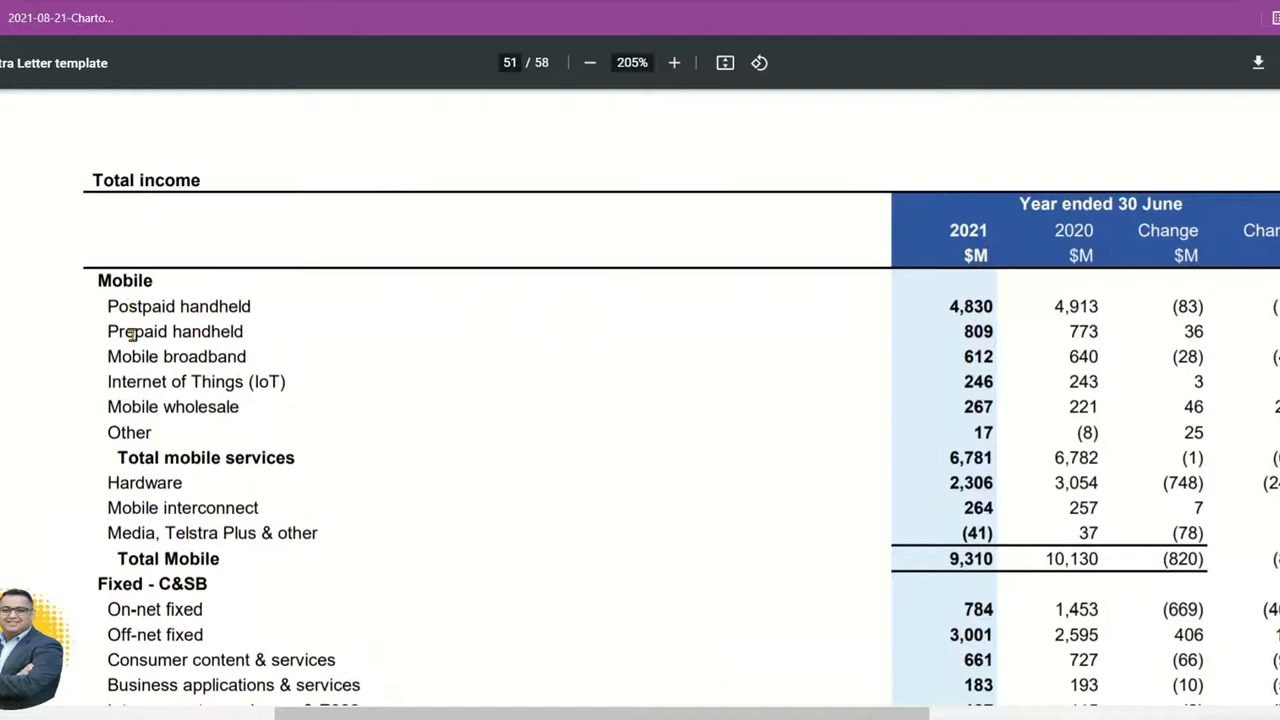 2021-08-21-Charto...
tra Letter template
51 / 58
205%
Total income
Year ended 30 June
2021 2020 Change
$M $M $M
Mobile
Postpaid handheld 4,830 4,913 (83)
Prepaid handheld 809 773 36
Mobile broadband 612 640 (28)
Internet of Things (IoT) 246 243 3
Mobile wholesale 267 221 46
Other 17 (8) 25
Total mobile services 6,781 6,782 (1)
Hardware 2,306 3,054 (748)
Mobile interconnect 264 257 7
Media, Telstra Plus & other (41) 37 (78)
Total Mobile 9,310 10,130 (820)
Fixed - C&SB
On-net fixed 784 1,453 (669)
Off-net fixed 3,001 2,595 406
Consumer content & services 661 727 (66)
Business applications & services 183 193 (10)